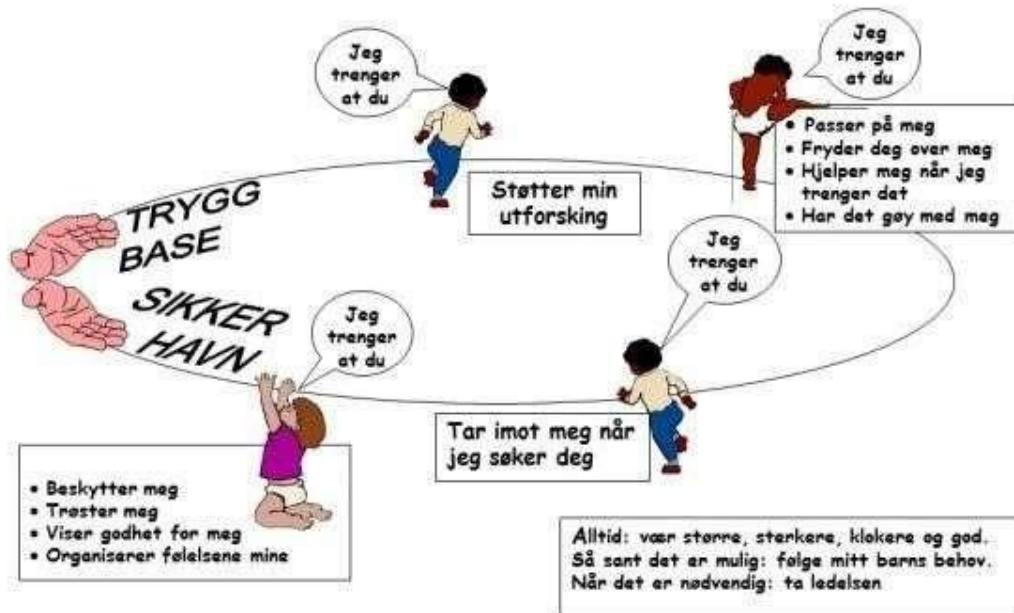 Jeg
trenger
at du
Jeg
trenger
at du
• Passer på meg
• Fryder deg over meg
• Hjelper meg når jeg
trenger det
• Har det gøy med meg
Støtter min
utforsking
TRYGG
BASE
Jeg
trenger
at du
SIKKER
HAVN
Jeg
trenger
at du
Tar imot meg når
jeg søker deg
• Beskytter meg
• Trøster meg
• Viser godhet for meg
• Organiserer følelsene mine
Alltid: vær større, sterkere, klokere og god.
Så sant det er mulig: følge mitt barns behov.
Når det er nødvendig: ta ledelsen